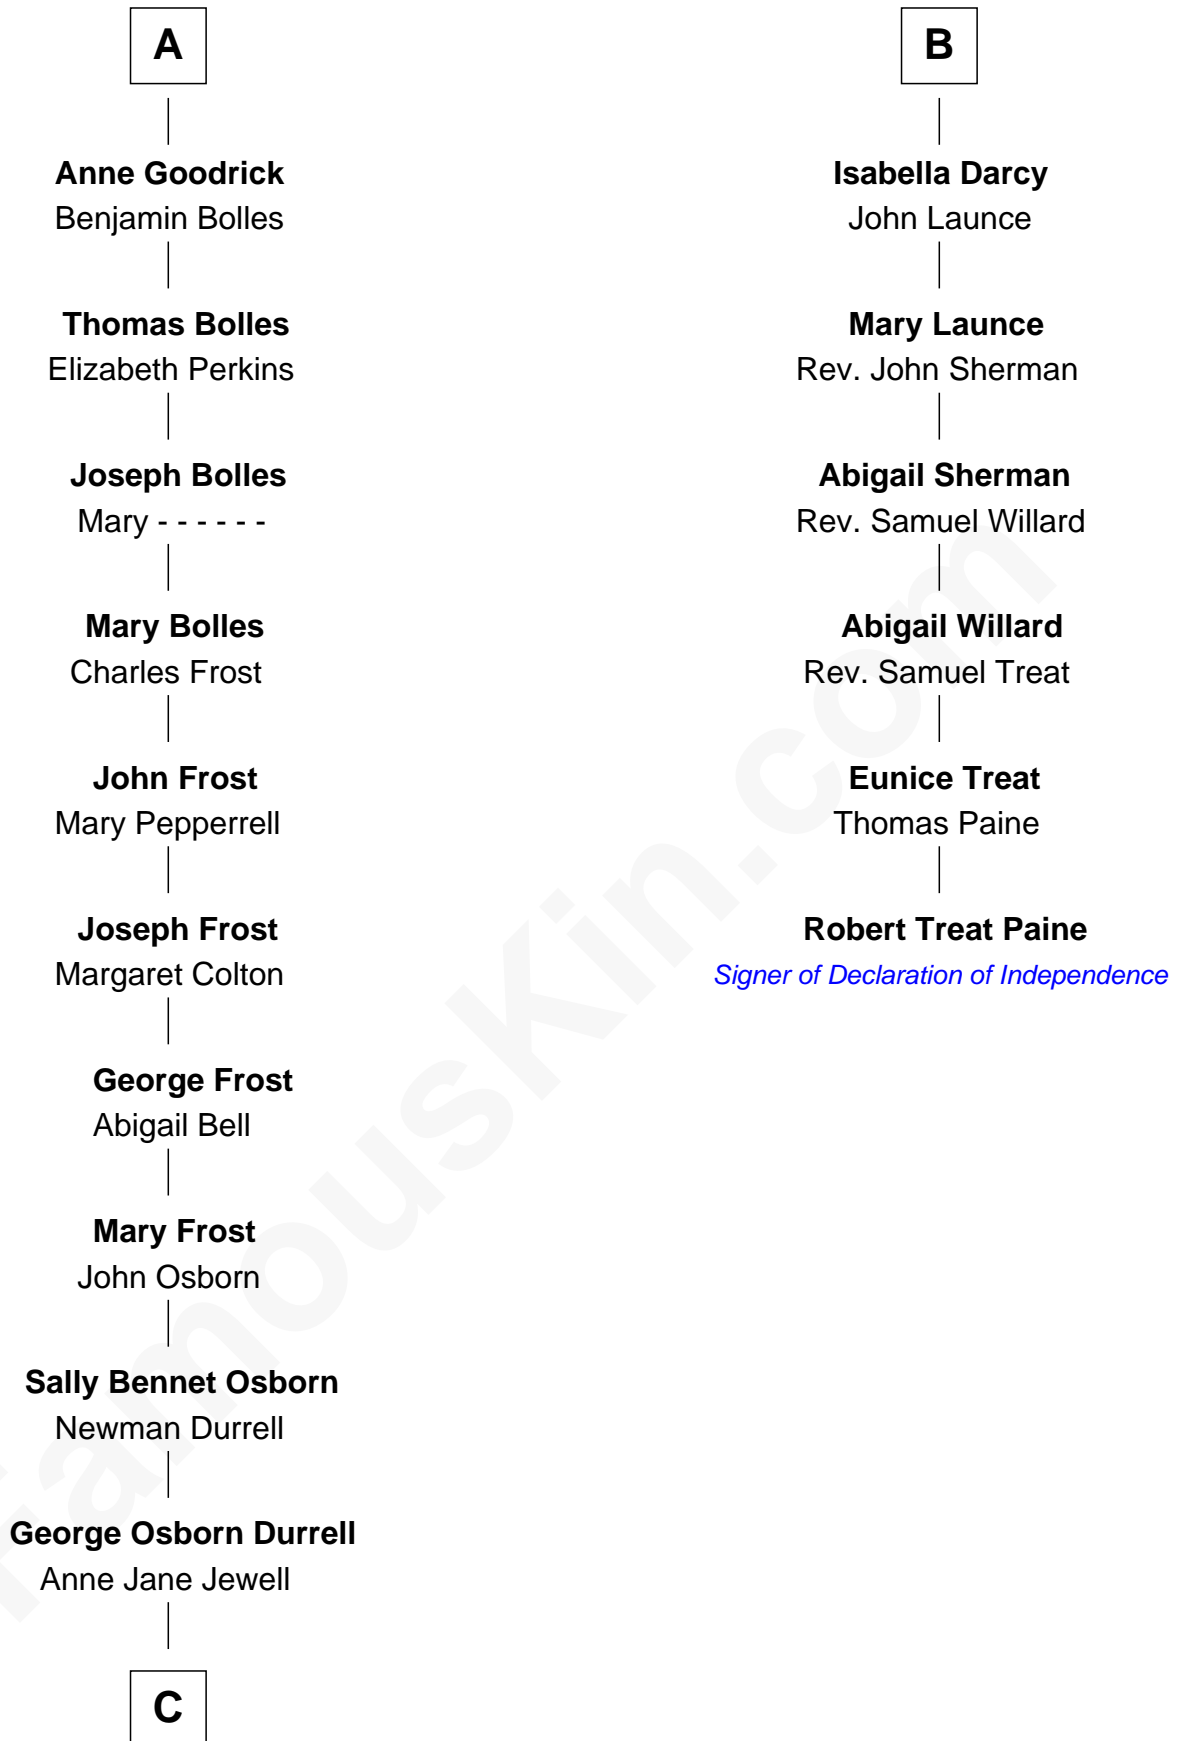 A
Anne Goodrick
Benjamin Bolles
Thomas Bolles
Elizabeth Perkins
Joseph Bolles
Mary - - - - - -
Mary Bolles
Charles Frost
John Frost
Mary Pepperrell
Joseph Frost
Margaret Colton
George Frost
Abigail Bell
Mary Frost
John Osborn
Sally Bennet Osborn
Newman Durrell
George Osborn Durrell
Anne Jane Jewell
C
B
Isabella Darcy
John Launce
Mary Launce
Rev. John Sherman
Abigail Sherman
Rev. Samuel Willard
Abigail Willard
Rev. Samuel Treat
Eunice Treat
Thomas Paine
Robert Treat Paine
Signer of Declaration of Independence
FamousKin.com